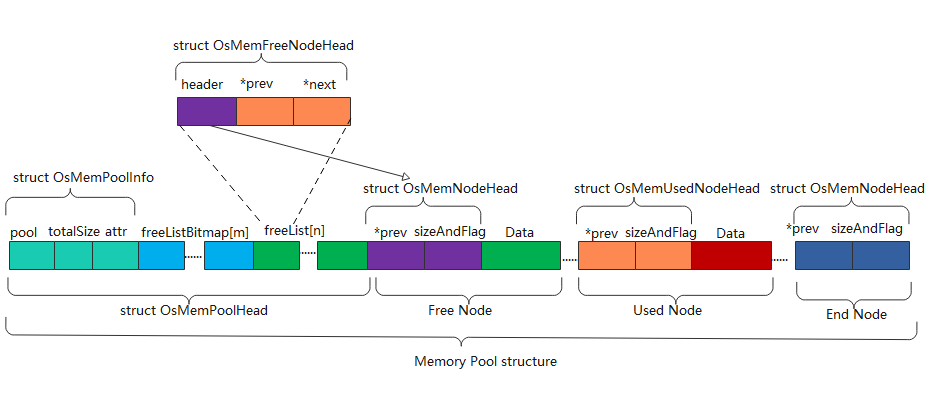 struct OsMemFreeNodeHead
header *prev *next
struct OsMemPoolInfo
struct OsMemNodeHead
struct OsMemUsedNodeHead
struct OsMemNodeHead
pool totalSize attr freeListBitmap[m] freeList[n] *prev sizeAndFlag Data *prev sizeAndFlag Data *prev sizeAndFlag
...... ...... ..... .....
struct OsMemPoolHead
Free Node
Used Node
End Node
Memory Pool structure